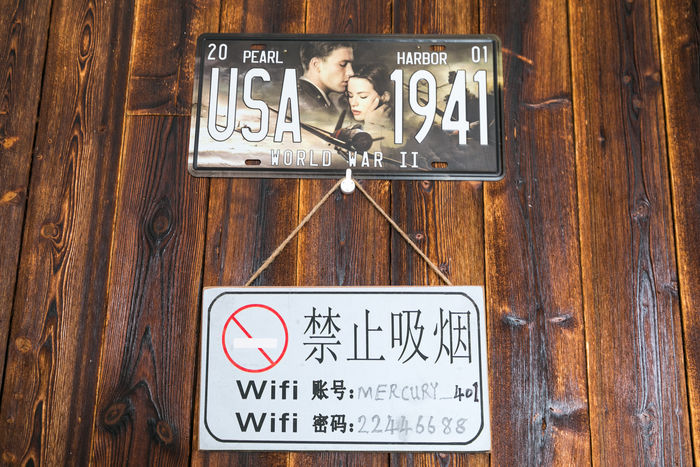 20 PEARL HARBOR 01
USA 1941
WORLD WAR II
禁止吸烟
Wifi 账号:MERCURY_401
Wifi 密码:22446688